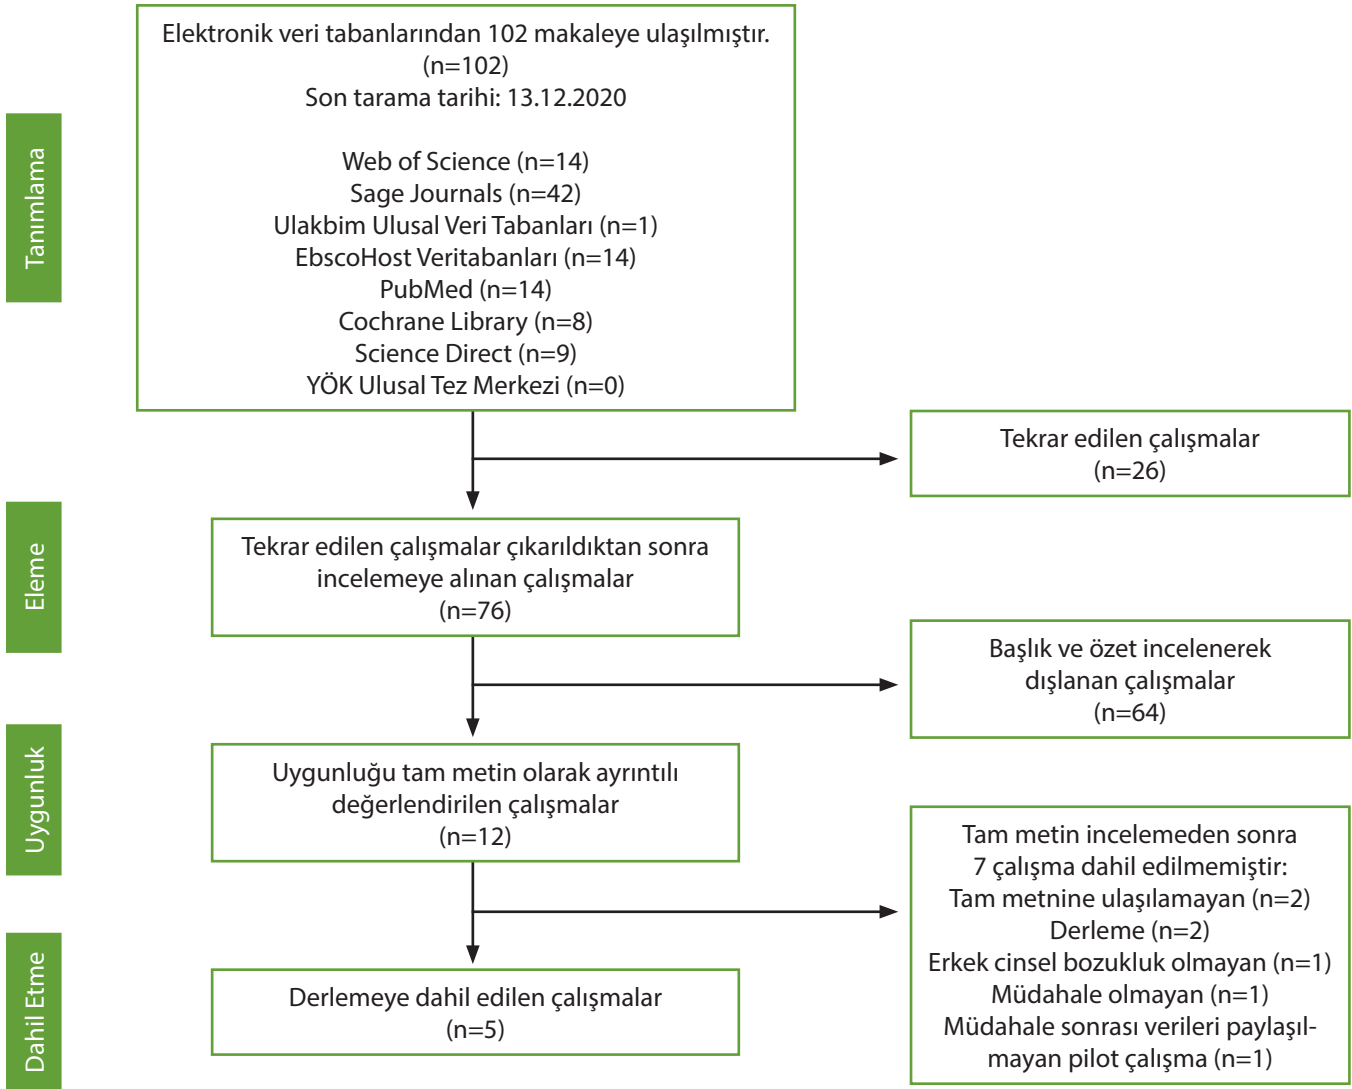 Tanımlama
Elektronik veri tabanlarından 102 makaleye ulaşılmıştır.
(n=102)
Son tarama tarihi: 13.12.2020
Web of Science (n=14)
Sage Journals (n=42)
Ulakbim Ulusal Veri Tabanları (n=1)
EbscoHost Veritabanları (n=14)
PubMed (n=14)
Cochrane Library (n=8)
Science Direct (n=9)
YÖK Ulusal Tez Merkezi (n=0)
Tekrar edilen çalışmalar
(n=26)
Eleme
Tekrar edilen çalışmalar çıkarıldıktan sonra
incelemeye alınan çalışmalar
(n=76)
Başlık ve özet incelenerek
dışlanan çalışmalar
(n=64)
Uygunluk
Uygunluğu tam metin olarak ayrıntılı
değerlendirilen çalışmalar
(n=12)
Tam metin incelemeden sonra
7 çalışma dahil edilmemiştir:
Tam metnine ulaşılamayan (n=2)
Derleme (n=2)
Erkek cinsel bozukluk olmayan (n=1)
Müdahale olmayan (n=1)
Müdahale sonrası verileri paylaşıl-
mayan pilot çalışma (n=1)
Dahil Etme
Derlemeye dahil edilen çalışmalar
(n=5)